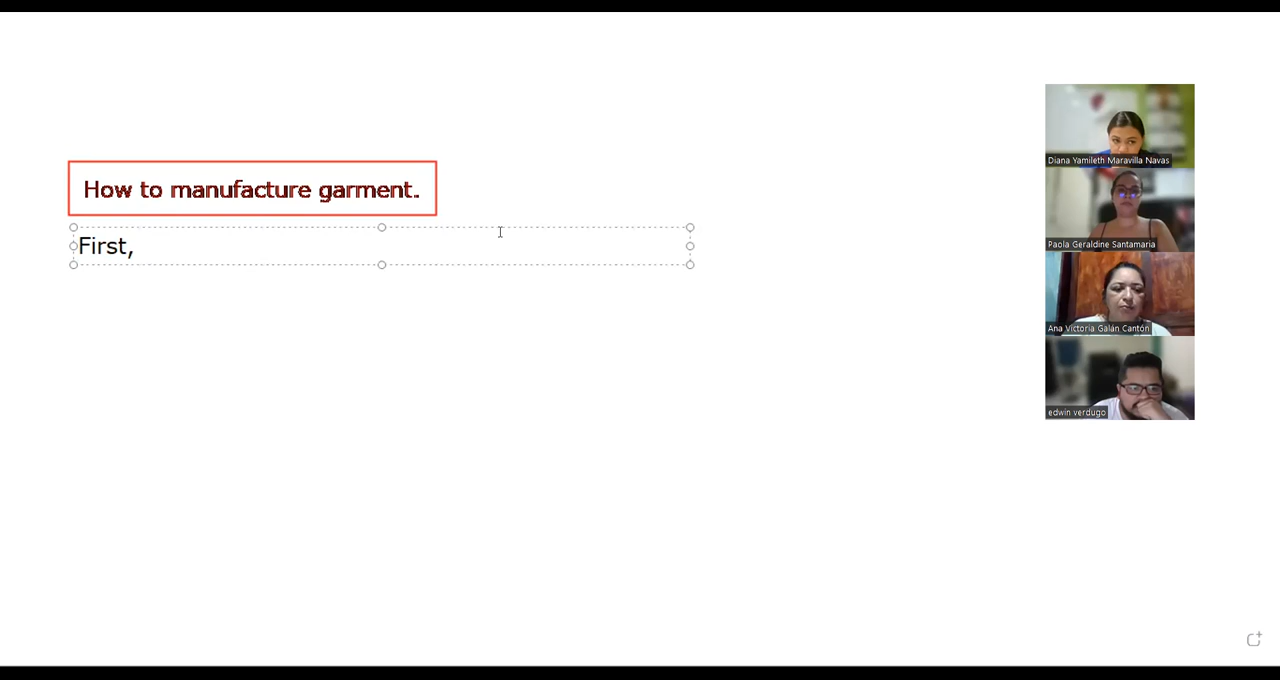 How to manufacture garment.
First,
Diana Yamileth Maravilla Navas
Paola Geraldine Santamaria
Ana Victoria Galán Cantón
edwin verdugo